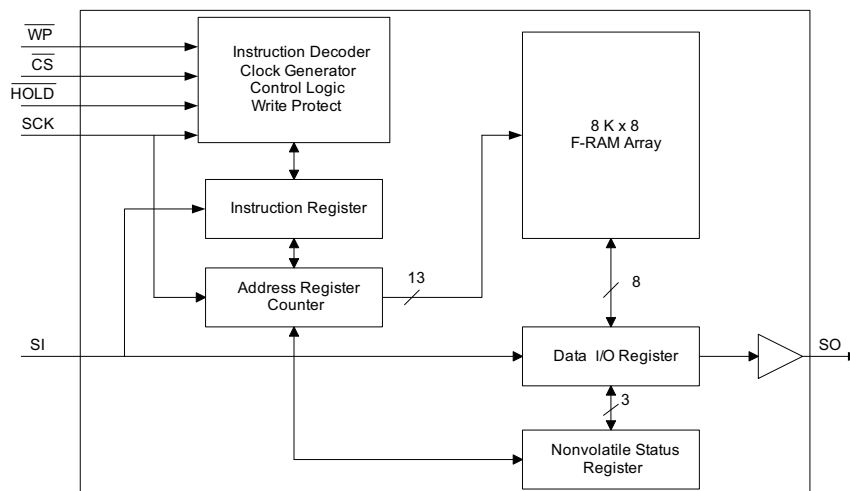 WP
CS
HOLD
SCK
Instruction Decoder
Clock Generator
Control Logic
Write Protect
8 K x 8
F-RAM Array
Instruction Register
Address Register
Counter
13
8
SI
Data I/O Register
SO
3
Nonvolatile Status
Register